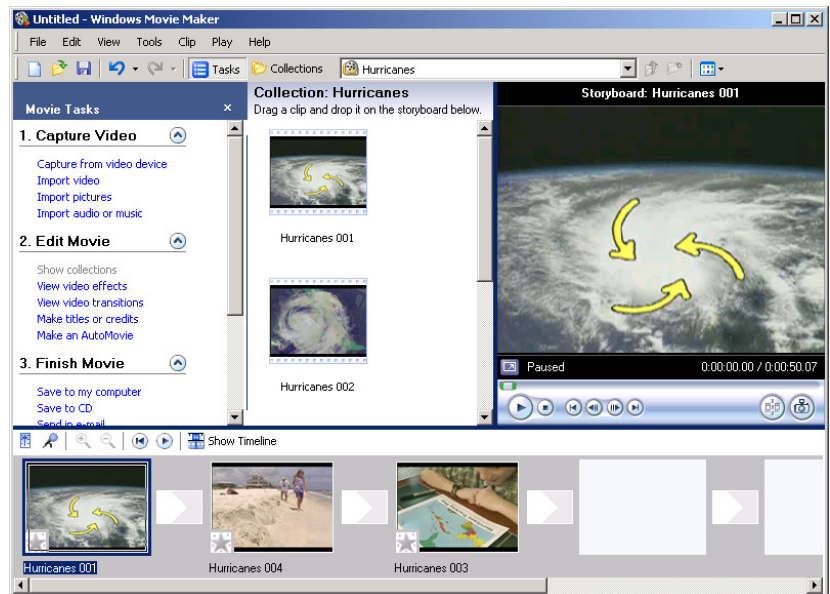 Untitled - Windows Movie Maker
File Edit View Tools Clip Play Help
Tasks Collections Hurricanes
Movie Tasks
1. Capture Video
Capture from video device
Import video
Import pictures
Import audio or music
2. Edit Movie
Show collections
View video effects
View video transitions
Make titles or credits
Make an AutoMovie
3. Finish Movie
Save to my computer
Save to CD
Send in e-mail
Collection: Hurricanes
Drag a clip and drop it on the storyboard below.
Hurricanes 001
Hurricanes 002
Storyboard: Hurricanes 001
Paused 0:00:00.00 / 0:00:50.07
Show Timeline
Hurricanes 001 Hurricanes 004 Hurricanes 003